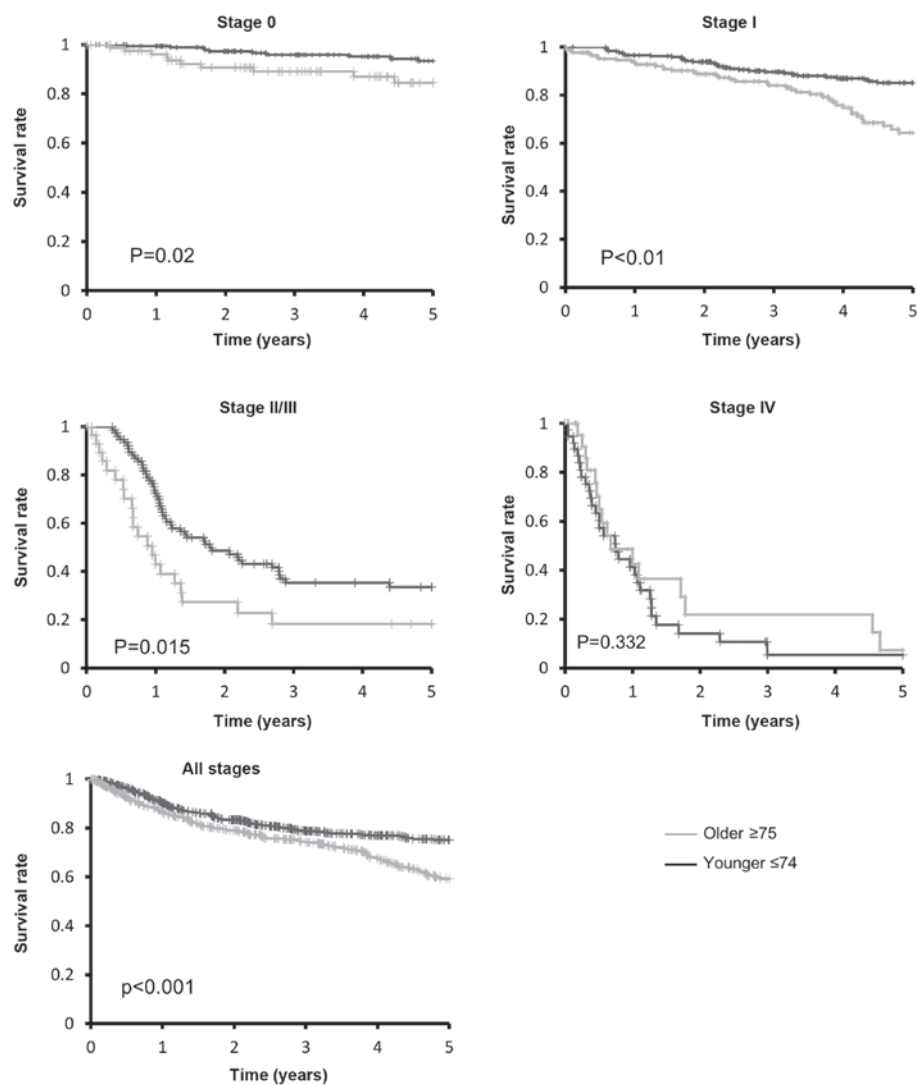 Stage 0
1
0.8
0.6
0.4
0.2
0
Survival rate
P=0.02
0 1 2 3 4 5
Time (years)
Stage I
1
0.8
0.6
0.4
0.2
0
Survival rate
P<0.01
0 1 2 3 4 5
Time (years)
Stage II/III
1
0.8
0.6
0.4
0.2
0
Survival rate
P=0.015
0 1 2 3 4 5
Time (years)
Stage IV
1
0.8
0.6
0.4
0.2
0
Survival rate
P=0.332
0 1 2 3 4 5
Time (years)
All stages
1
0.8
0.6
0.4
0.2
0
Survival rate
p<0.001
0 1 2 3 4 5
Time (years)
Older ≥75
Younger ≤74